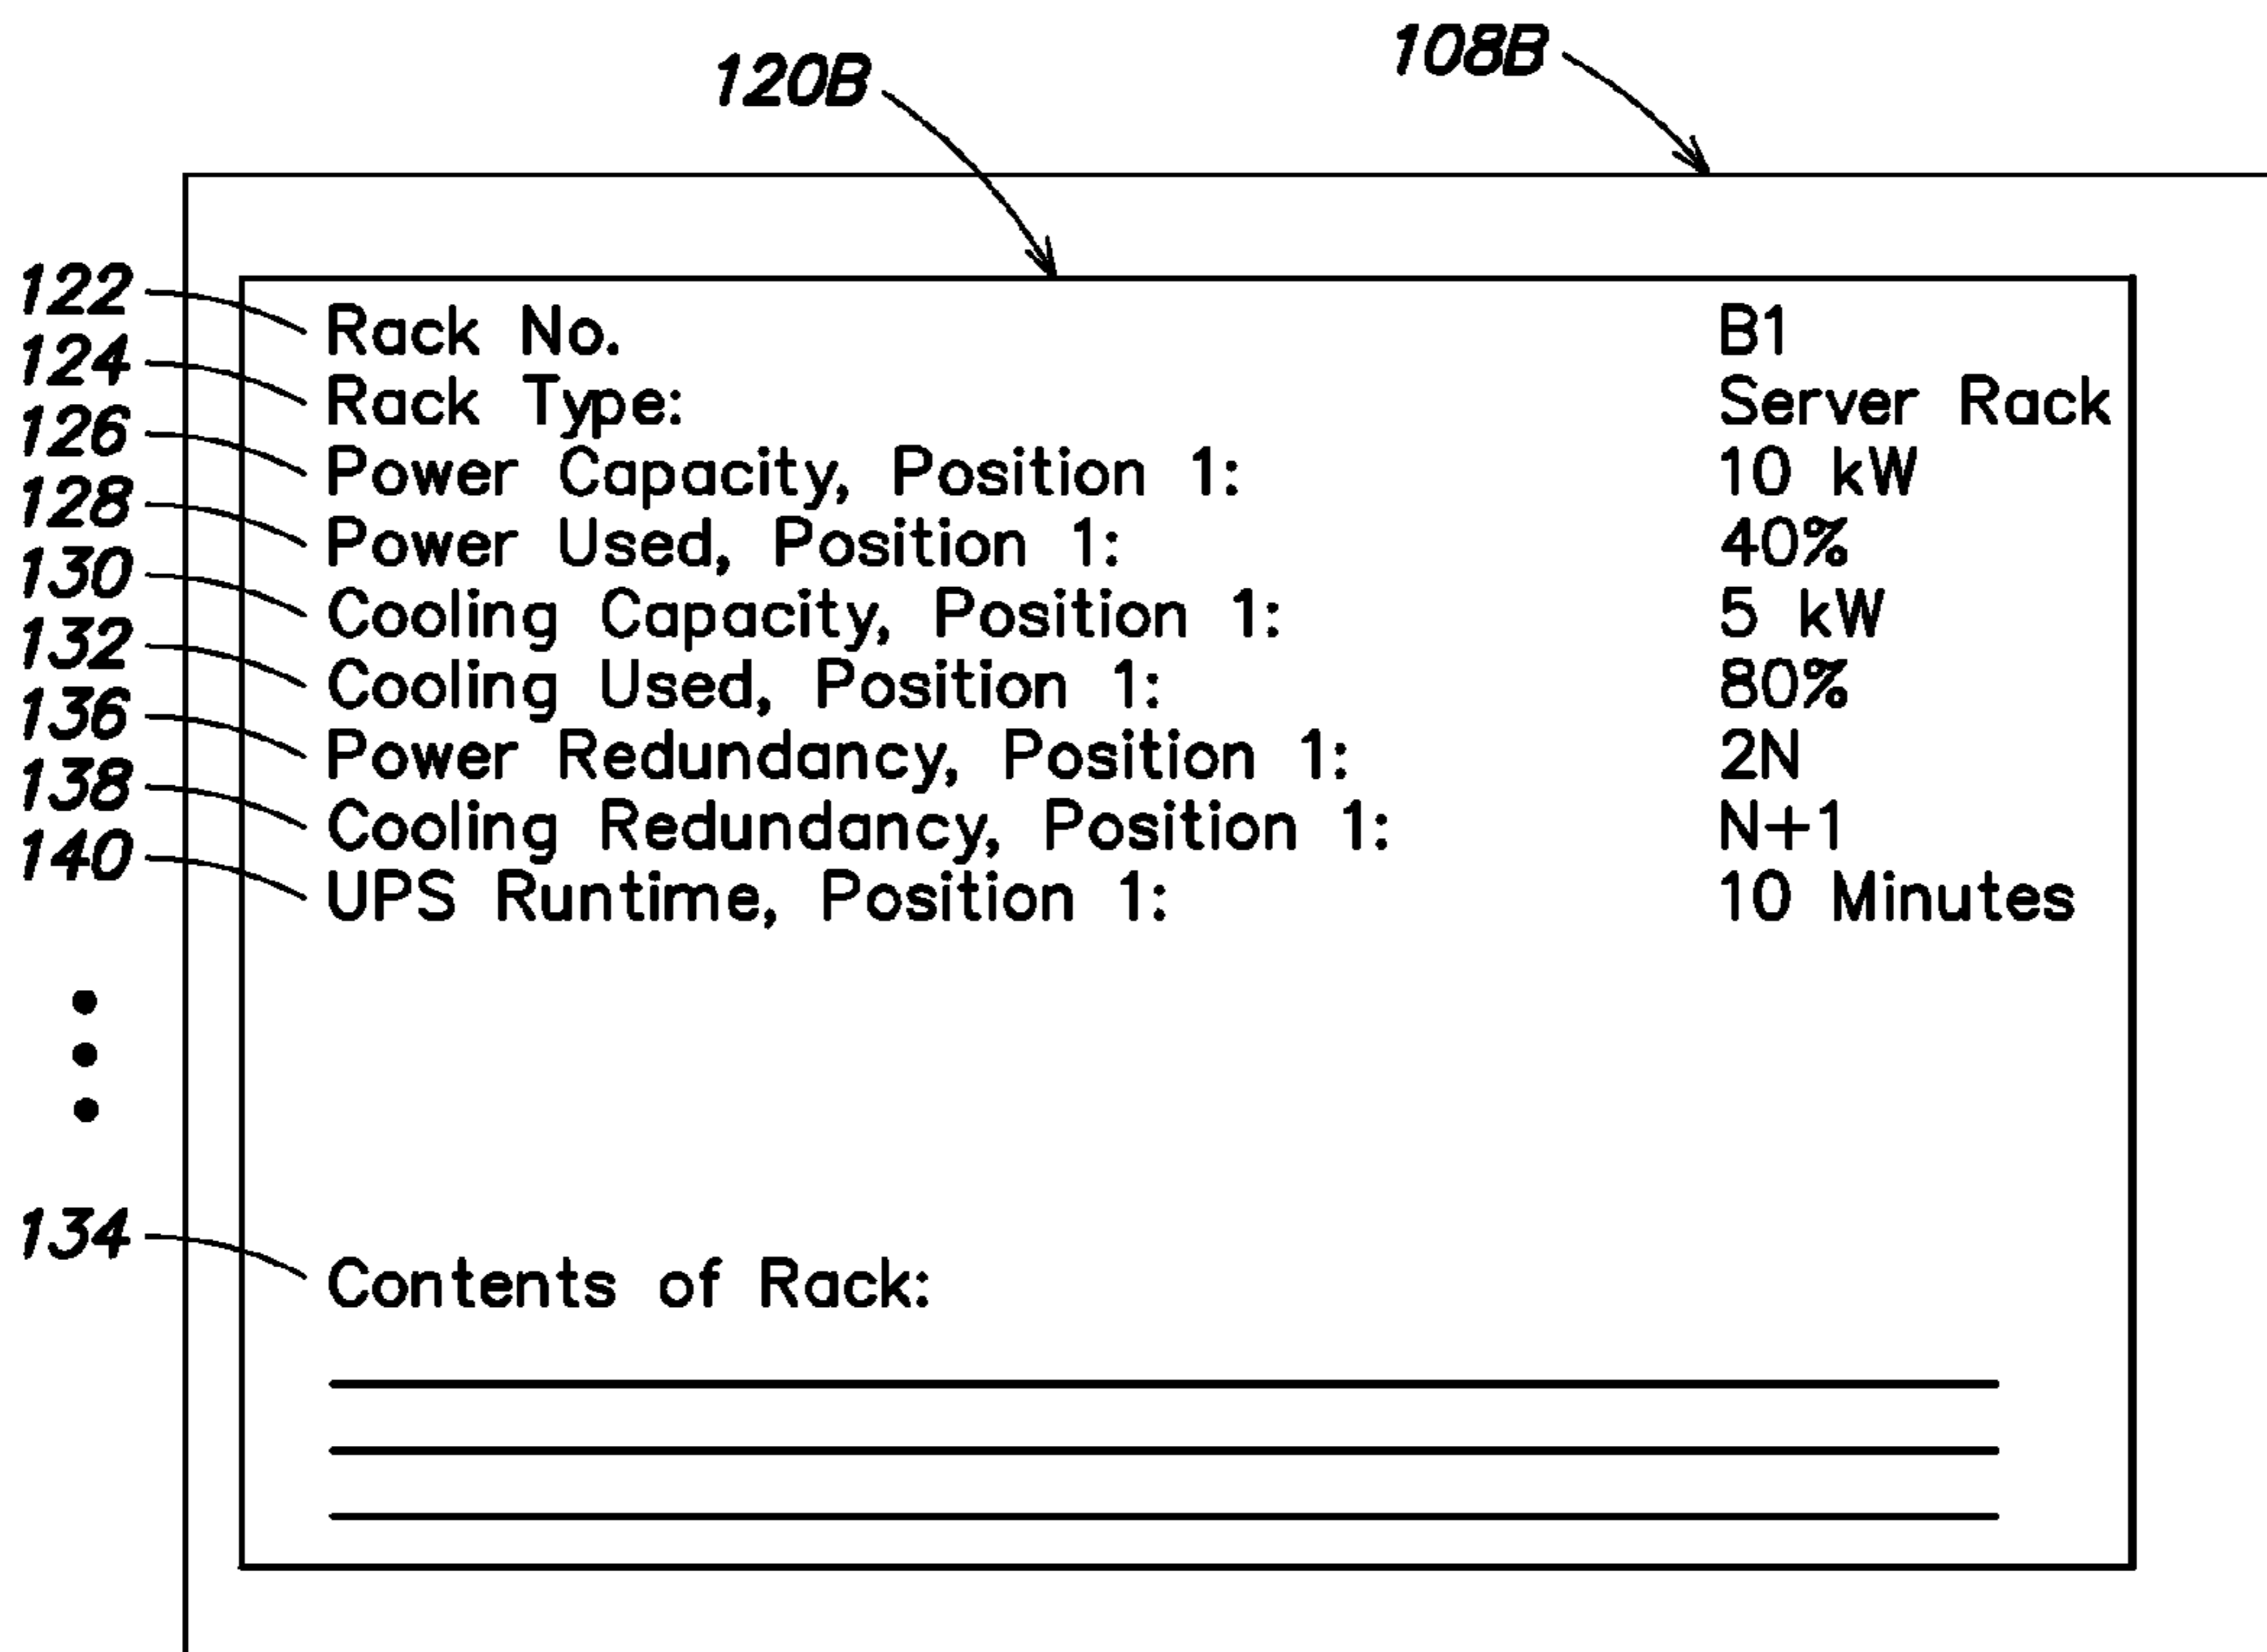 120B 108B
122 Rack No. B1
124 Rack Type: Server Rack
126 Power Capacity, Position 1: 10 kW
128 Power Used, Position 1: 40%
130 Cooling Capacity, Position 1: 5 kW
132 Cooling Used, Position 1: 80%
136 Power Redundancy, Position 1: 2N
138 Cooling Redundancy, Position 1: N+1
140 UPS Runtime, Position 1: 10 Minutes
134 Contents of Rack: